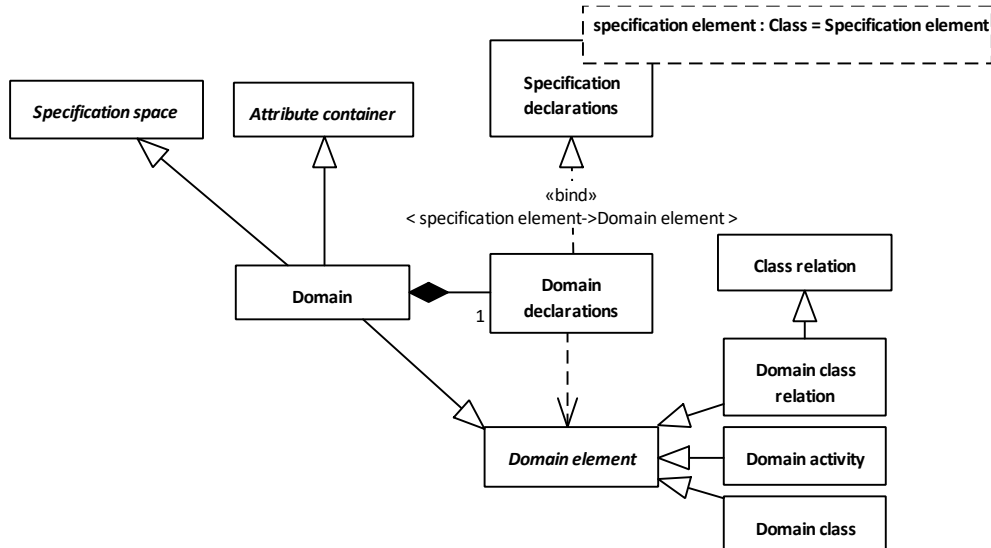 specification element : Class = Specification element
Specification
declarations
Specification space
Attribute container
«bind»
< specification element->Domain element >
Class relation
Domain
Domain
declarations
1
Domain class
relation
Domain element
Domain activity
Domain class